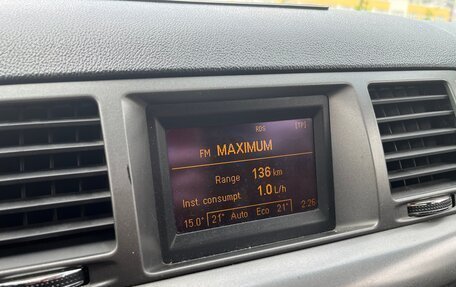 RDS [TP]
FM MAXIMUM
Range 136 km
Inst. consumpt 1.0 L/h
15.0° 21° Auto Eco 21° 2:26